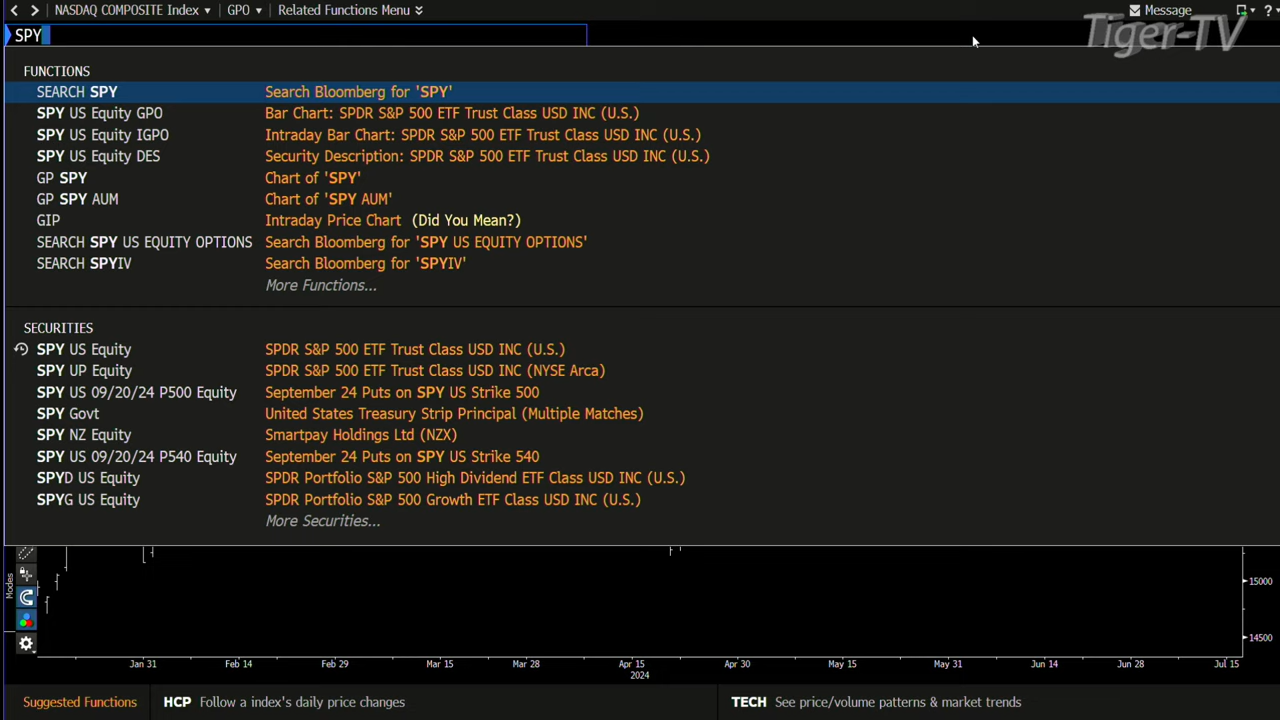 NASDAQ COMPOSITE Index GPO Related Functions Menu Message ?
Tiger-TV
SPY
FUNCTIONS
SEARCH SPY Search Bloomberg for 'SPY'
SPY US Equity GPO Bar Chart: SPDR S&P 500 ETF Trust Class USD INC (U.S.)
SPY US Equity IGPO Intraday Bar Chart: SPDR S&P 500 ETF Trust Class USD INC (U.S.)
SPY US Equity DES Security Description: SPDR S&P 500 ETF Trust Class USD INC (U.S.)
GP SPY Chart of 'SPY'
GP SPY AUM Chart of 'SPY AUM'
GIP Intraday Price Chart (Did You Mean?)
SEARCH SPY US EQUITY OPTIONS Search Bloomberg for 'SPY US EQUITY OPTIONS'
SEARCH SPYIV Search Bloomberg for 'SPYIV'
More Functions...
SECURITIES
SPY US Equity SPDR S&P 500 ETF Trust Class USD INC (U.S.)
SPY UP Equity SPDR S&P 500 ETF Trust Class USD INC (NYSE Arca)
SPY US 09/20/24 P500 Equity September 24 Puts on SPY US Strike 500
SPY Govt United States Treasury Strip Principal (Multiple Matches)
SPY NZ Equity Smartpay Holdings Ltd (NZX)
SPY US 09/20/24 P540 Equity September 24 Puts on SPY US Strike 540
SPYD US Equity SPDR Portfolio S&P 500 High Dividend ETF Class USD INC (U.S.)
SPYG US Equity SPDR Portfolio S&P 500 Growth ETF Class USD INC (U.S.)
More Securities...
Modes
15000
14500
Jan 31 Feb 14 Feb 29 Mar 15 Mar 28 Apr 15 Apr 30 May 15 May 31 Jun 14 Jun 28 Jul 15
2024
Suggested Functions HCP Follow a index's daily price changes TECH See price/volume patterns & market trends